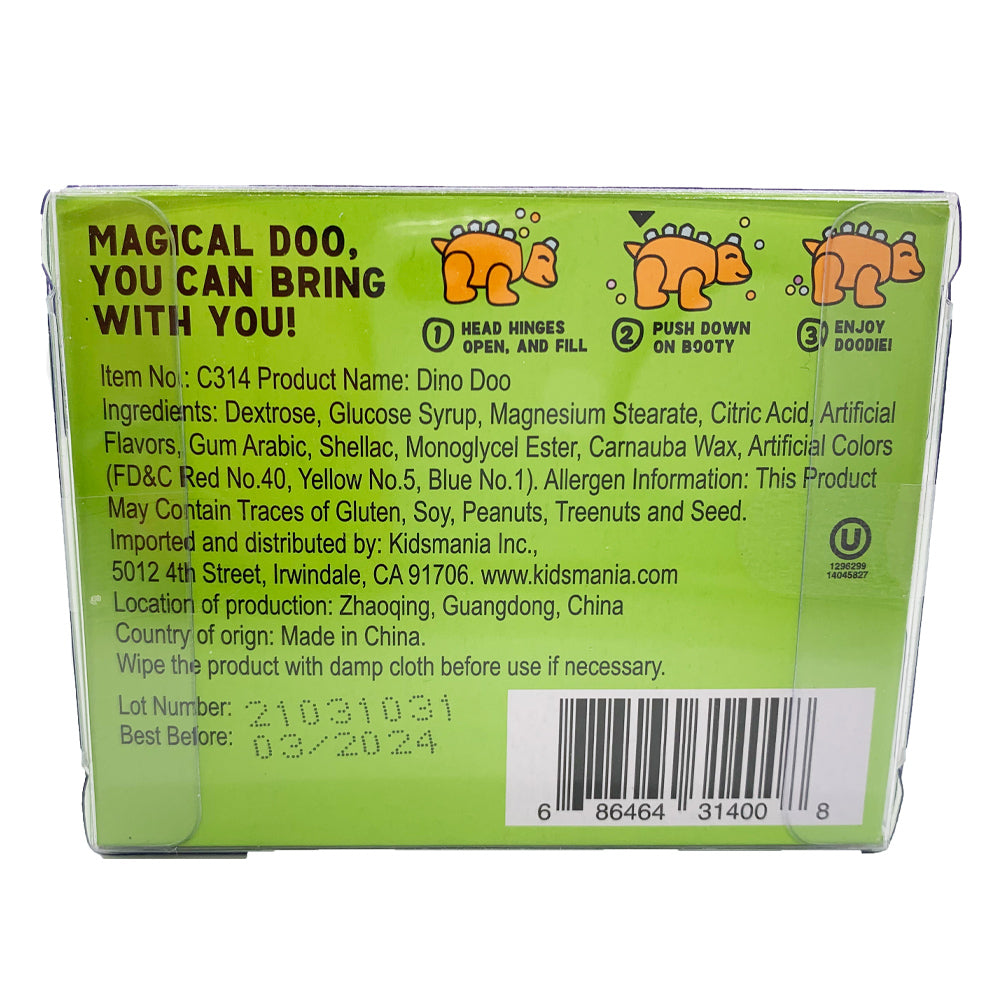 MAGICAL DOO,
YOU CAN BRING
WITH YOU!
1 HEAD HINGES
OPEN, AND FILL
2 PUSH DOWN
ON BOOTY
3 ENJOY
DOODIE!
Item No.: C314 Product Name: Dino Doo
Ingredients: Dextrose, Glucose Syrup, Magnesium Stearate, Citric Acid, Artificial
Flavors, Gum Arabic, Shellac, Monoglycel Ester, Carnauba Wax, Artificial Colors
(FD&C Red No.40, Yellow No.5, Blue No.1). Allergen Information: This Product
May Contain Traces of Gluten, Soy, Peanuts, Treenuts and Seed.
Imported and distributed by: Kidsmania Inc.,
5012 4th Street, Irwindale, CA 91706. www.kidsmania.com
Location of production: Zhaoqing, Guangdong, China
Country of orign: Made in China.
Wipe the product with damp cloth before use if necessary.
U
1296299
14045827
Lot Number: 21031031
Best Before: 03/2024
6 86464 31400 8